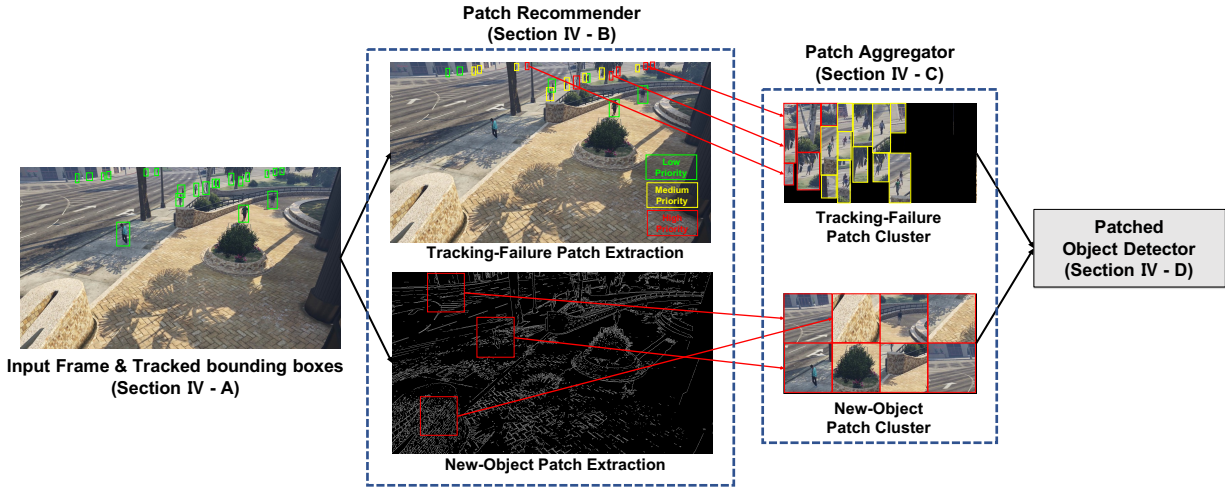 Patch Recommender
(Section IV - B)
Patch Aggregator
(Section IV - C)
Low
Priority
Medium
Priority
High
Priority
Tracking-Failure Patch Extraction
Tracking-Failure
Patch Cluster
Input Frame & Tracked bounding boxes
(Section IV - A)
Patched
Object Detector
(Section IV - D)
New-Object Patch Extraction
New-Object
Patch Cluster